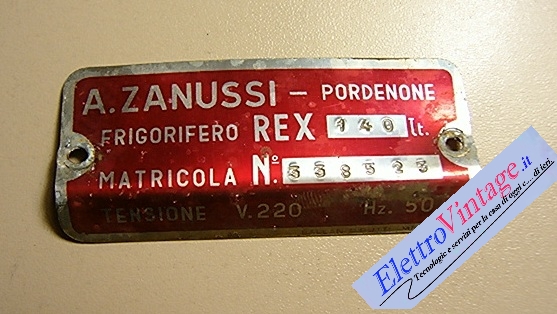 A. ZANUSSI – PORDENONE
FRIGORIFERO REX 140 lt.
MATRICOLA N.º 538523
TENSIONE V. 220 Hz. 50
ElettroVintage.it
Tecnologie e servizi per la casa di oggi e... di ieri.